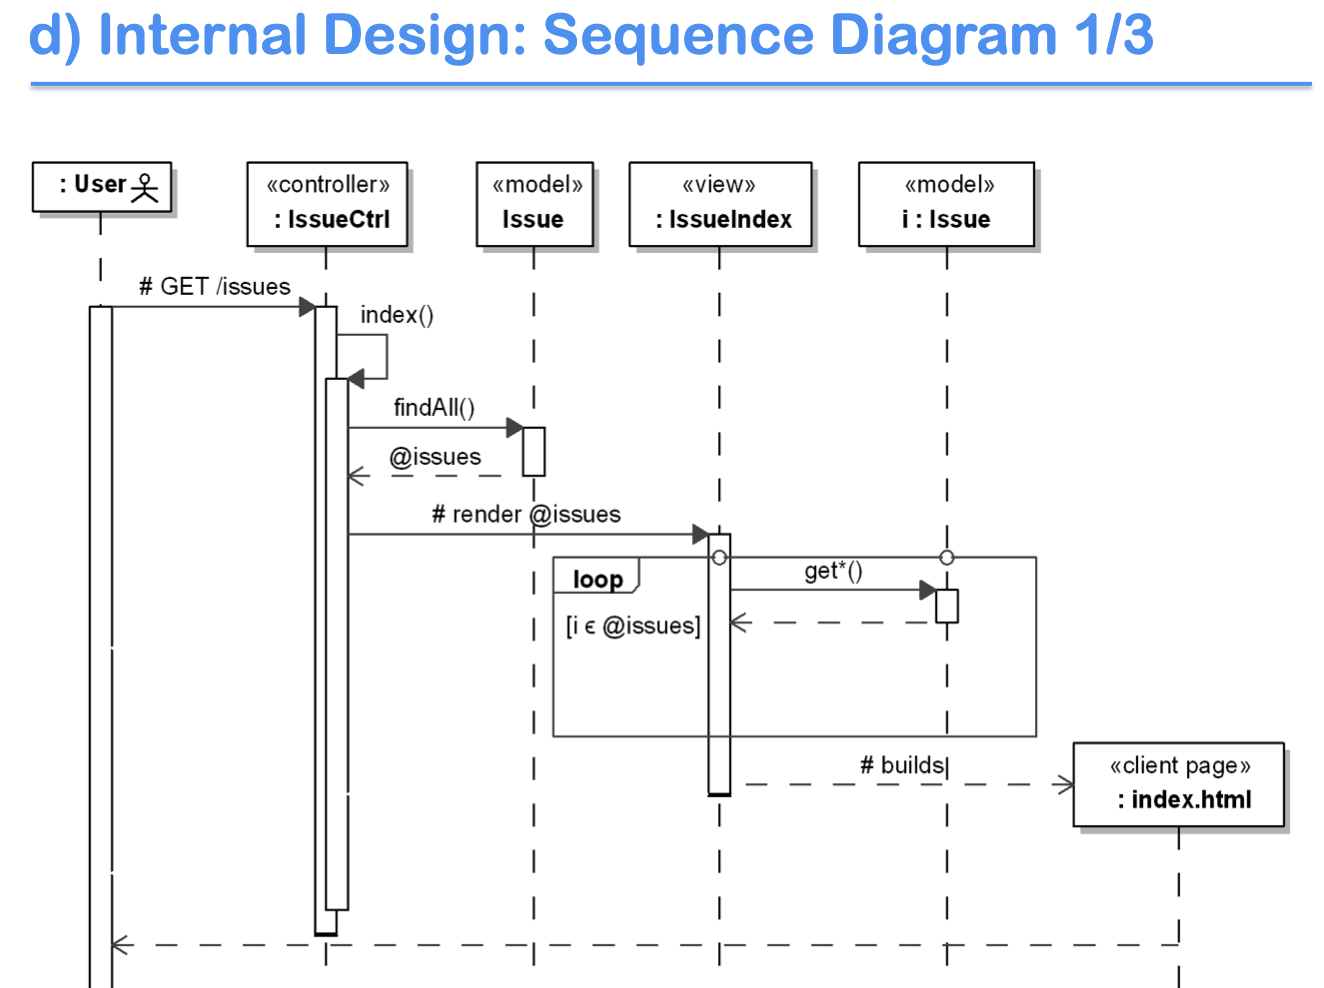 d) Internal Design: Sequence Diagram 1/3
: User
«controller»
: IssueCtrl
«model»
Issue
«view»
: IssueIndex
«model»
i : Issue
# GET /issues
index()
findAll()
@issues
# render @issues
loop
get*()
[i ϵ @issues]
# builds
«client page»
: index.html